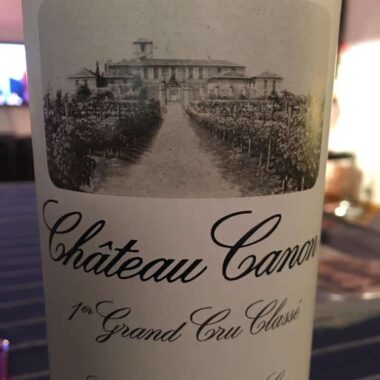 Château Canon
1er Grand Cru Classé